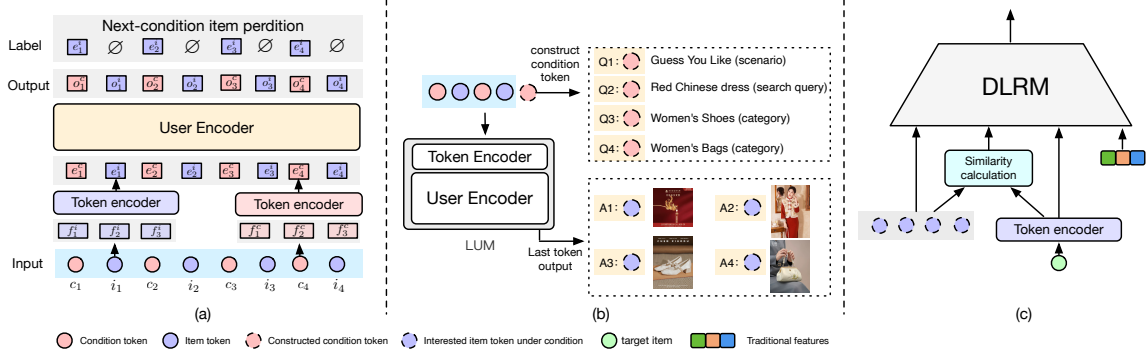 Next-condition item perdition
Label e₁ⁱ ∅ e₂ⁱ ∅ e₃ⁱ ∅ e₄ⁱ ∅
Output o₁ᶜ o₁ⁱ o₂ᶜ o₂ⁱ o₃ᶜ o₃ⁱ o₄ᶜ o₄ⁱ
User Encoder
e₁ᶜ e₁ⁱ e₂ᶜ e₂ⁱ e₃ᶜ e₃ⁱ e₄ᶜ e₄ⁱ
Token encoder Token encoder
f₁ⁱ f₂ⁱ f₃ⁱ f₁ᶜ f₂ᶜ f₃ᶜ
Input
c₁ i₁ c₂ i₂ c₃ i₃ c₄ i₄
(a)
construct
condition
token
Q1: Guess You Like (scenario)
Q2: Red Chinese dress (search query)
Q3: Women's Shoes (category)
Q4: Women's Bags (category)
Token Encoder
User Encoder
LUM
Last token
output
A1: A2:
A3: A4:
(b)
DLRM
Similarity
calculation
Token encoder
(c)
Condition token Item token Constructed condition token Interested item token under condition target item Traditional features